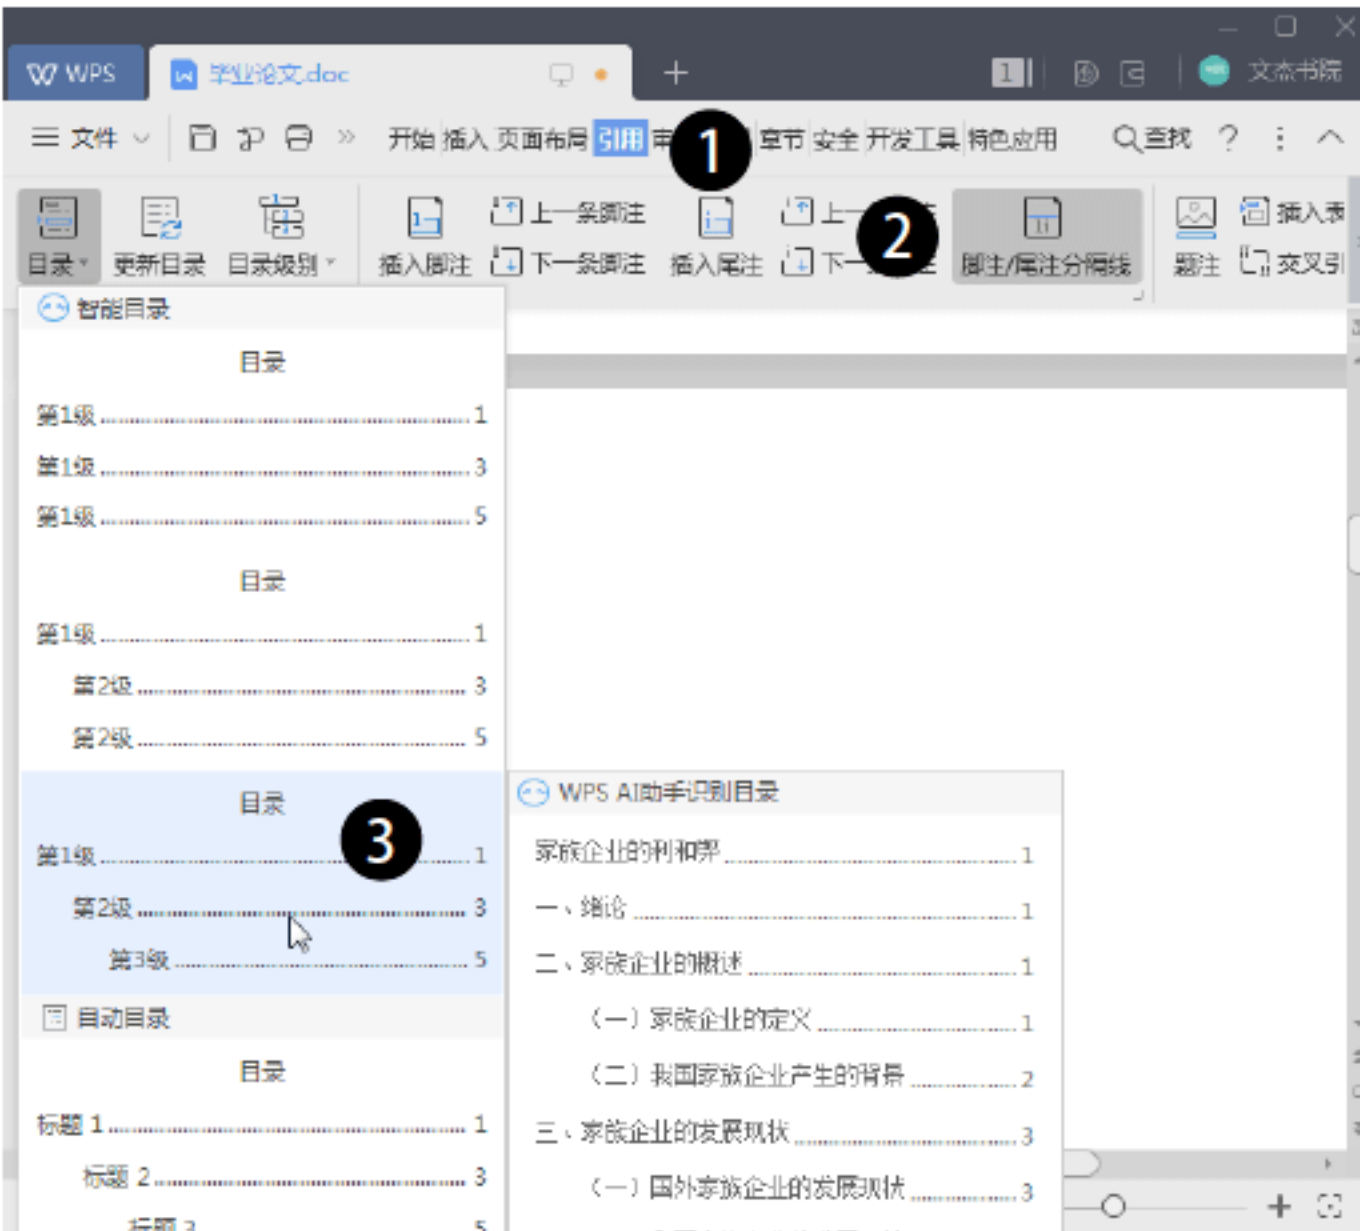 WPS 毕业论文.doc + 1 文杰书院
文件 开始 插入 页面布局 引用 审 1 章节 安全 开发工具 特色应用 查找 ?
上一条脚注 上一 2 插入表
目录 更新目录 目录级别 插入脚注 下一条脚注 插入尾注 下一 注 脚注/尾注分隔线 题注 交叉引
智能目录
目录
第1级 1
第1级 3
第1级 5
目录
第1级 1
第2级 3
第2级 5
目录
3
第1级 1
第2级 3
第3级 5
自动目录
目录
标题 1 1
标题 2 3
标题 3 5
WPS AI助手识别目录
家族企业的利和弊 1
一、绪论 1
二、家族企业的概述 1
（一）家族企业的定义 1
（二）我国家族企业产生的背景 2
三、家族企业的发展现状 3
（一）国外家族企业的发展现状 3